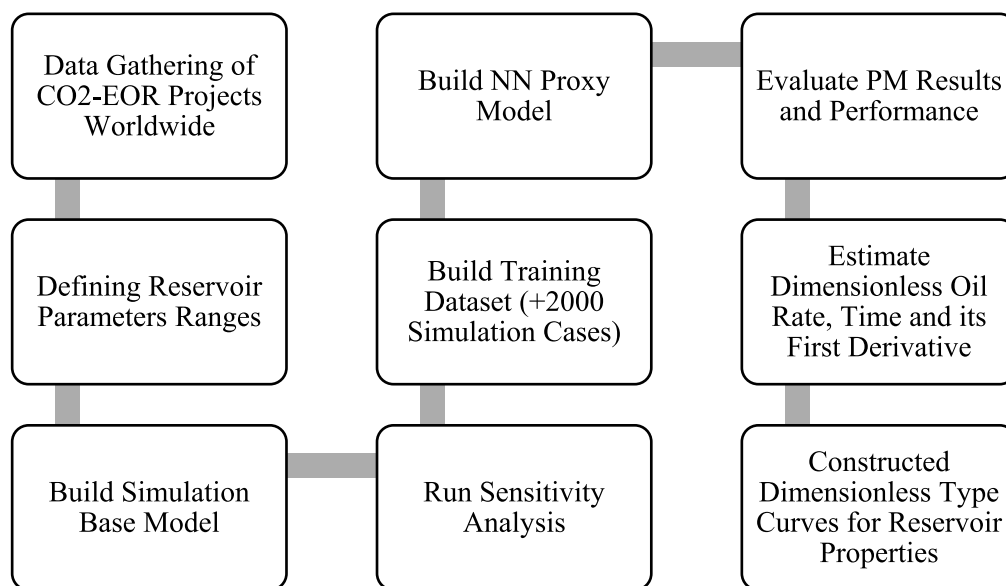 Data Gathering of
CO2-EOR Projects
Worldwide
Defining Reservoir
Parameters Ranges
Build Simulation
Base Model
Run Sensitivity
Analysis
Build Training
Dataset (+2000
Simulation Cases)
Build NN Proxy
Model
Evaluate PM Results
and Performance
Estimate
Dimensionless Oil
Rate, Time and its
First Derivative
Constructed
Dimensionless Type
Curves for Reservoir
Properties